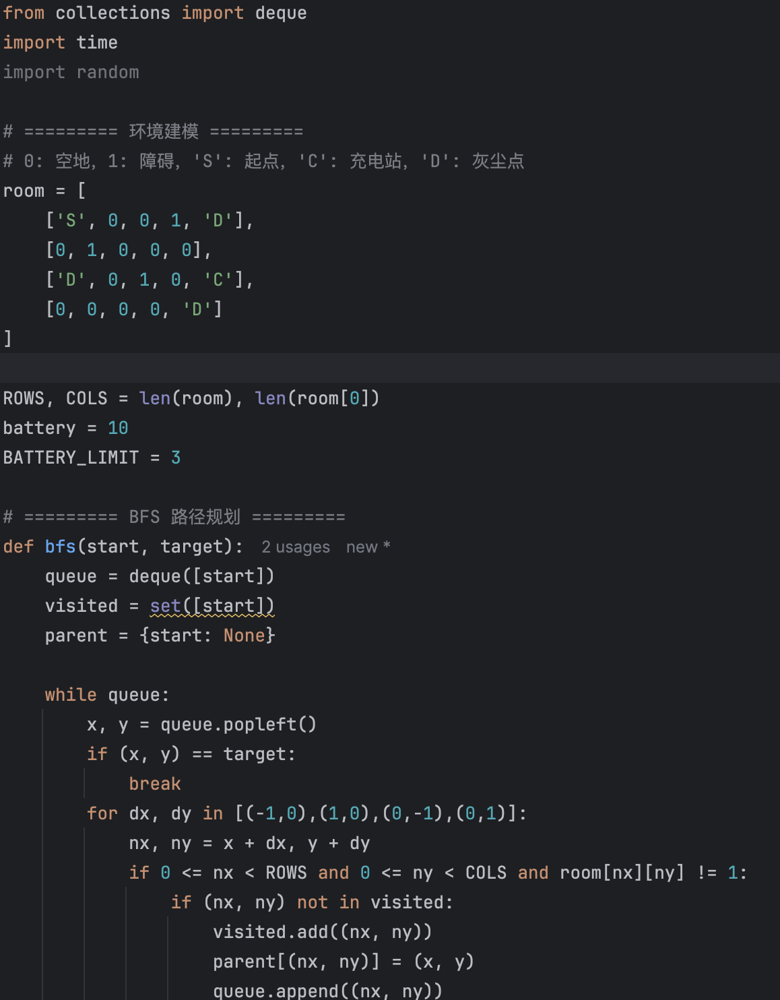 from collections import deque
import time
import random
# ========= 环境建模 =========
# 0: 空地, 1: 障碍, 'S': 起点, 'C': 充电站, 'D': 灰尘点
room = [
    ['S', 0, 0, 1, 'D'],
    [0, 1, 0, 0, 0],
    ['D', 0, 1, 0, 'C'],
    [0, 0, 0, 0, 'D']
]
ROWS, COLS = len(room), len(room[0])
battery = 10
BATTERY_LIMIT = 3
# ========= BFS 路径规划 =========
def bfs(start, target):  2 usages  new *
    queue = deque([start])
    visited = set([start])
    parent = {start: None}
    while queue:
        x, y = queue.popleft()
        if (x, y) == target:
            break
        for dx, dy in [(-1,0),(1,0),(0,-1),(0,1)]:
            nx, ny = x + dx, y + dy
            if 0 <= nx < ROWS and 0 <= ny < COLS and room[nx][ny] != 1:
                if (nx, ny) not in visited:
                    visited.add((nx, ny))
                    parent[(nx, ny)] = (x, y)
                    queue.append((nx, ny))